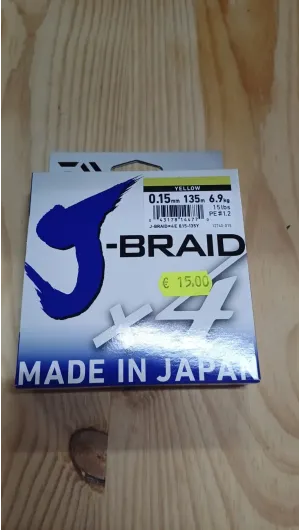 YELLOW
0.15mm 135m 6.9kg
15lbs
PE#1.2
J-BRAID
x4
€ 15.00
MADE IN JAPAN